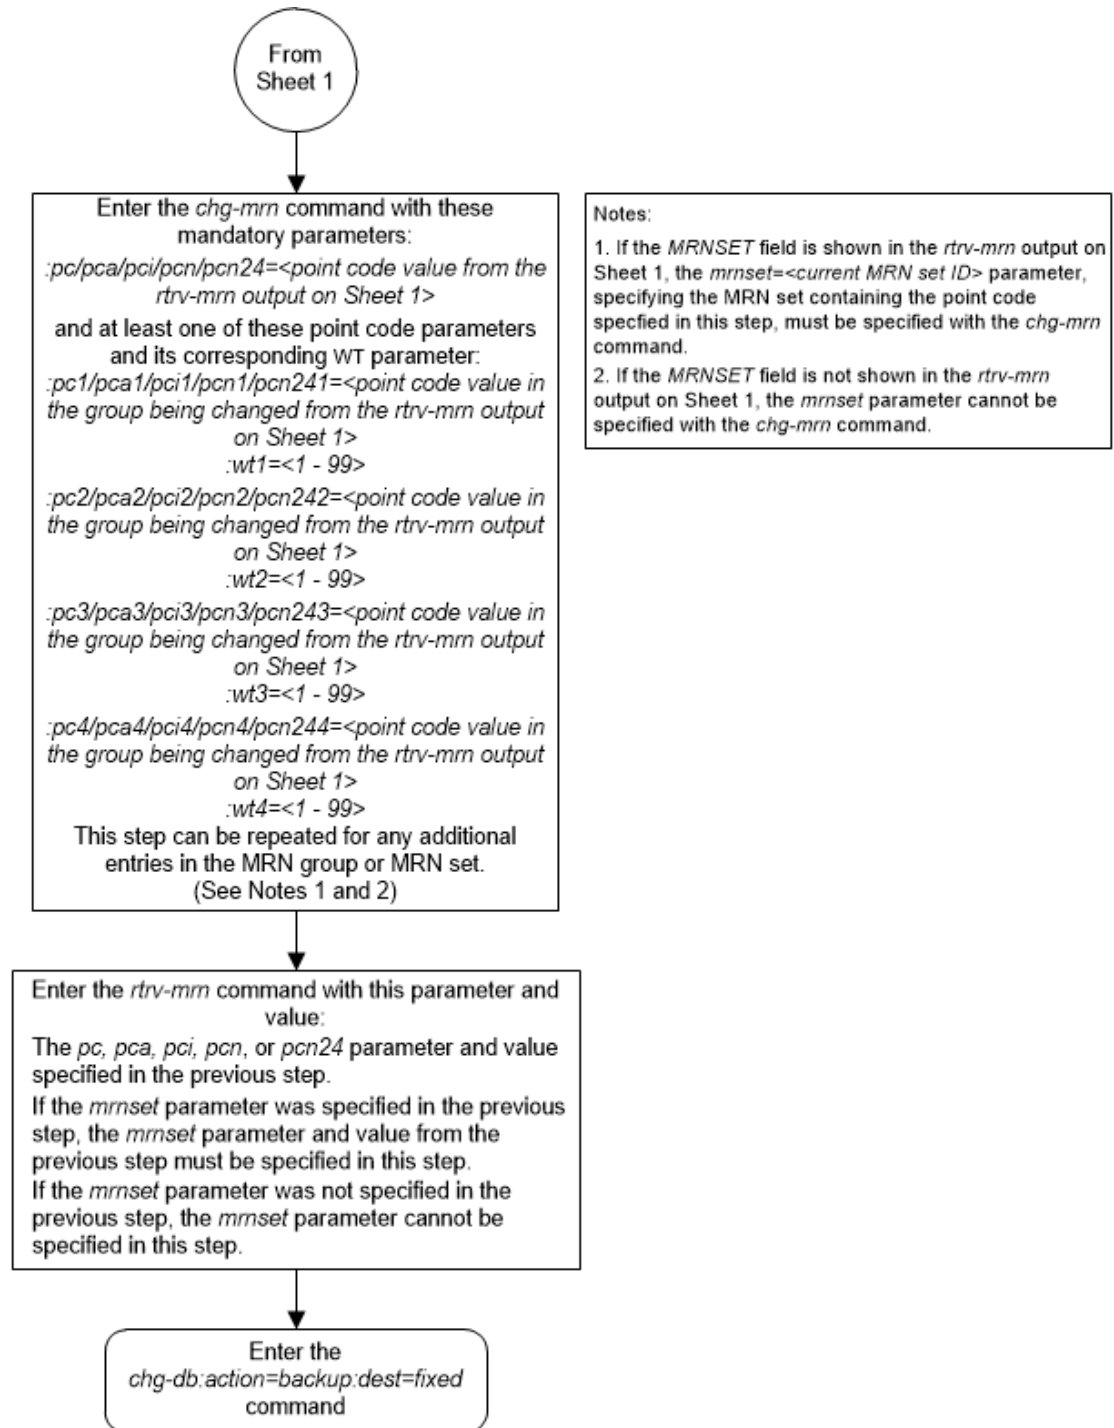 From
Sheet 1
Enter the chg-mrn command with these
mandatory parameters:
:pc/pca/pci/pcn/pcn24=<point code value from the
rtrv-mrn output on Sheet 1>
and at least one of these point code parameters
and its corresponding WT parameter:
:pc1/pca1/pci1/pcn1/pcn241=<point code value in
the group being changed from the rtrv-mrn output
on Sheet 1>
:wt1=<1 - 99>
:pc2/pca2/pci2/pcn2/pcn242=<point code value in
the group being changed from the rtrv-mrn output
on Sheet 1>
:wt2=<1 - 99>
:pc3/pca3/pci3/pcn3/pcn243=<point code value in
the group being changed from the rtrv-mrn output
on Sheet 1>
:wt3=<1 - 99>
:pc4/pca4/pci4/pcn4/pcn244=<point code value in
the group being changed from the rtrv-mrn output
on Sheet 1>
:wt4=<1 - 99>
This step can be repeated for any additional
entries in the MRN group or MRN set.
(See Notes 1 and 2)
Notes:
1. If the MRNSET field is shown in the rtrv-mrn output on
Sheet 1, the mrnset=<current MRN set ID> parameter,
specifying the MRN set containing the point code
specfied in this step, must be specified with the chg-mrn
command.
2. If the MRNSET field is not shown in the rtrv-mrn
output on Sheet 1, the mrnset parameter cannot be
specified with the chg-mrn command.
Enter the rtrv-mrn command with this parameter and
value:
The pc, pca, pci, pcn, or pcn24 parameter and value
specified in the previous step.
If the mrnset parameter was specified in the previous
step, the mrnset parameter and value from the
previous step must be specified in this step.
If the mrnset parameter was not specified in the
previous step, the mrnset parameter cannot be
specified in this step.
Enter the
chg-db:action=backup:dest=fixed
command